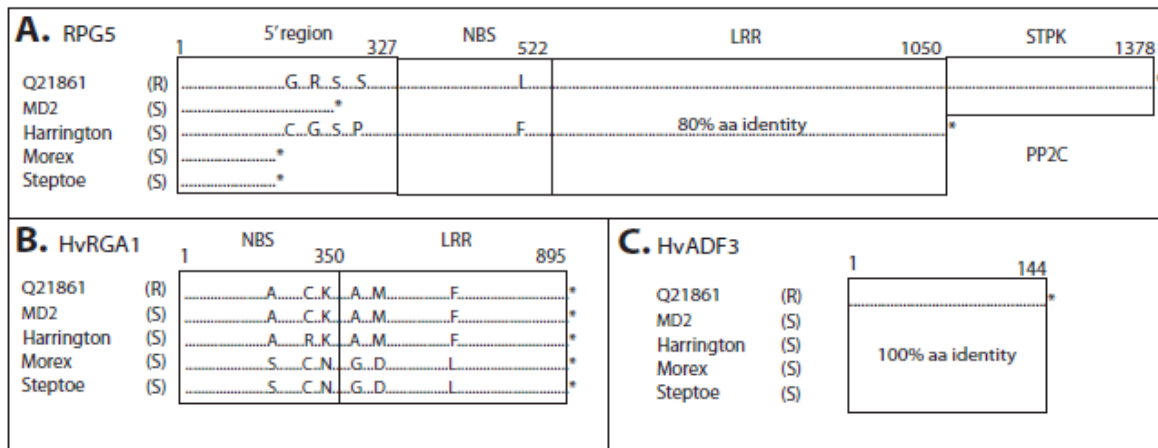 A. RPG5
5'region NBS LRR STPK
1 327 522 1050 1378
Q21861 (R) G R S S L *
MD2 (S) *
Harrington (S) C G S P F 80% aa identity *
Morex (S) * PP2C
Steptoe (S) *
B. HvRGA1
NBS LRR
1 350 895
Q21861 (R) A C K A M F *
MD2 (S) A C K A M F *
Harrington (S) A R K A M F *
Morex (S) S C N G D L *
Steptoe (S) S C N G D L *
C. HvADF3
1 144
Q21861 (R) *
MD2 (S)
Harrington (S)
Morex (S) 100% aa identity
Steptoe (S)